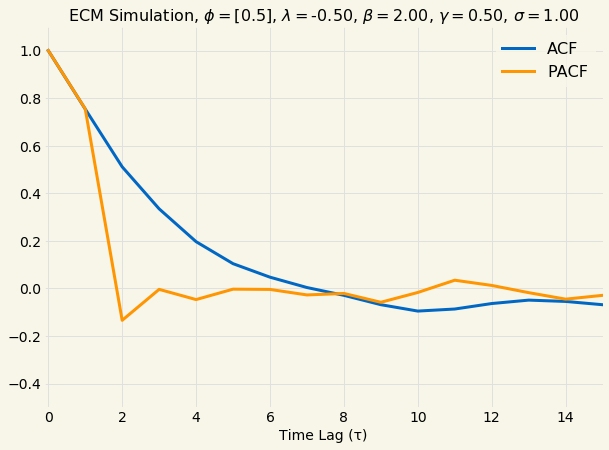 ECM Simulation, ϕ = [0.5], λ = -0.50, β = 2.00, γ = 0.50, σ = 1.00
ACF
PACF
1.0
0.8
0.6
0.4
0.2
0.0
−0.2
−0.4
0 2 4 6 8 10 12 14
Time Lag (τ)